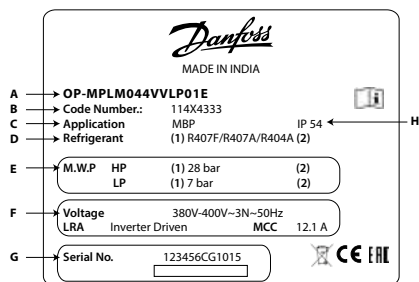 Danfoss
MADE IN INDIA
A OP-MPLM044VVLP01E
B Code Number.: 114X4333
C Application MBP IP 54 H
D Refrigerant (1) R407F/R407A/R404A (2)
E M.W.P HP (1) 28 bar (2)
LP (1) 7 bar (2)
F Voltage 380V-400V~3N~50Hz
LRA Inverter Driven MCC 12.1 A
G Serial No. 123456CG1015
CE EAC